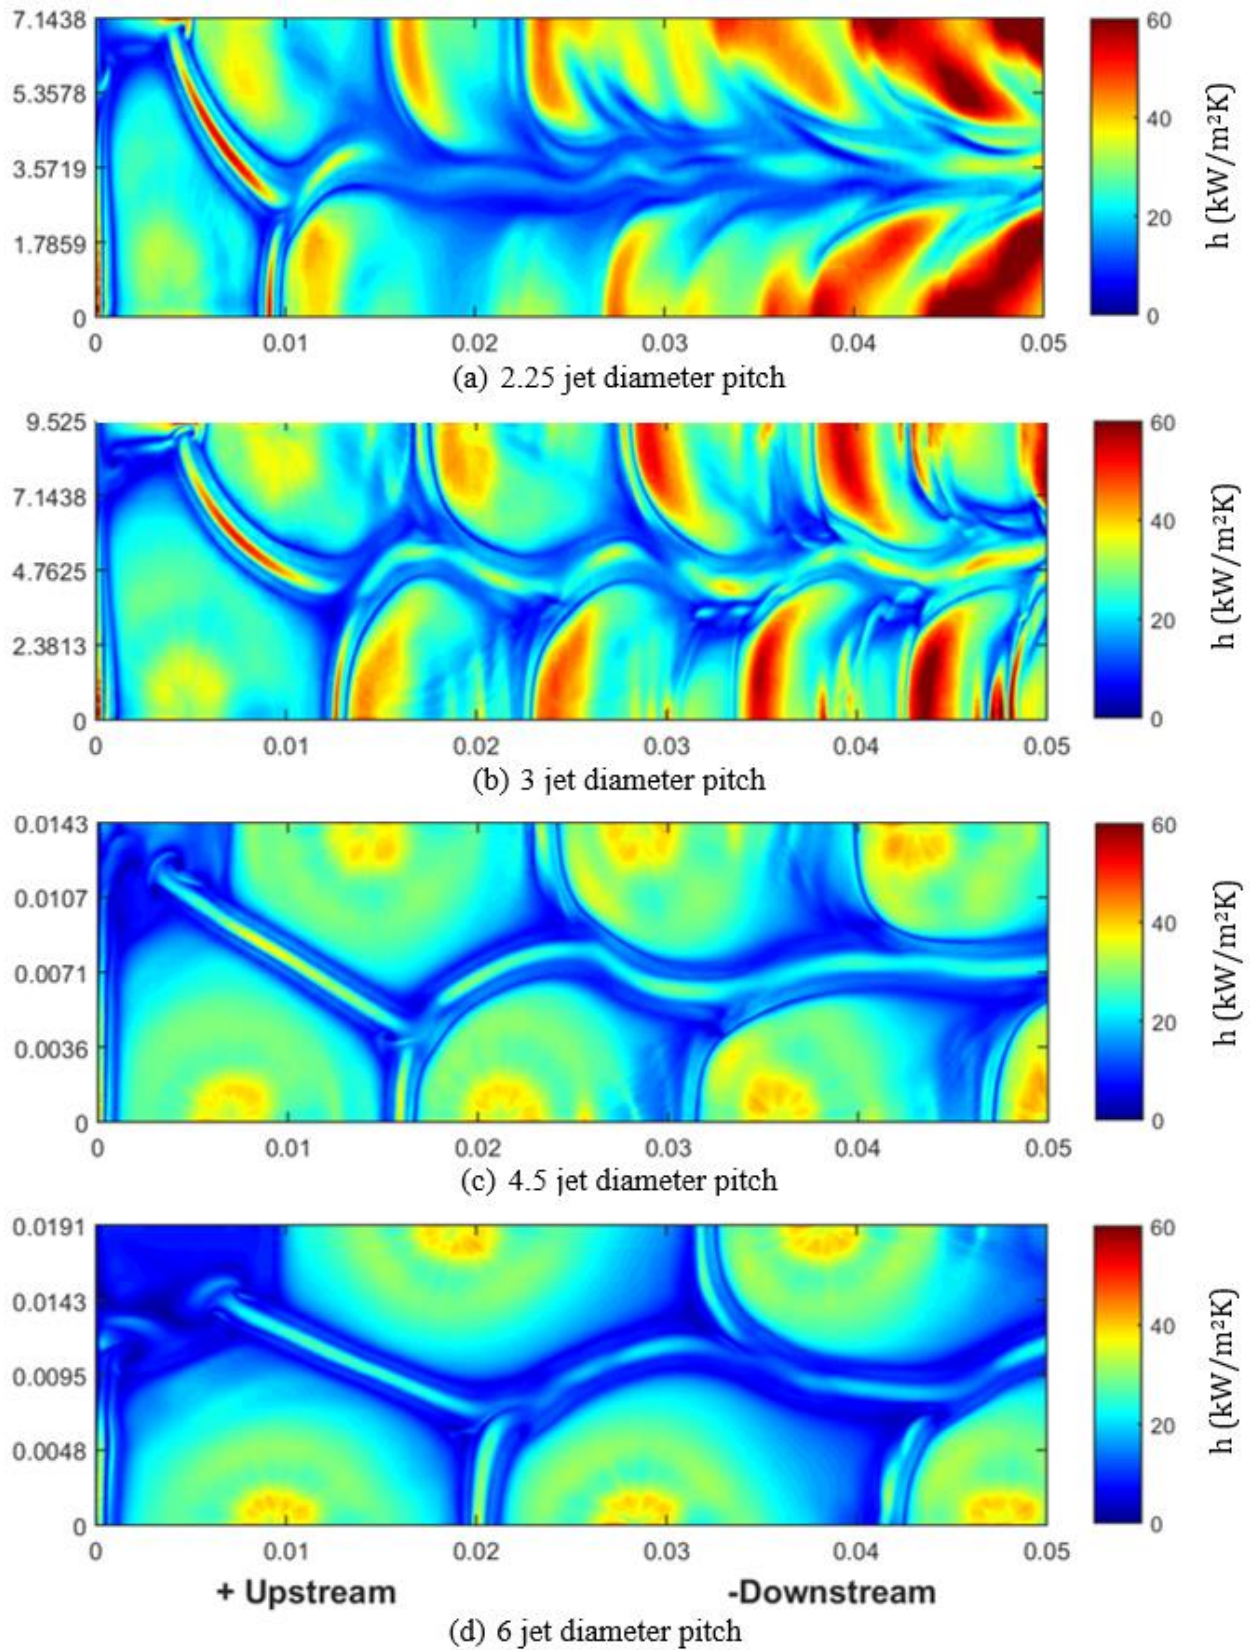 7.1438
5.3578
3.5719
1.7859
0
0 0.01 0.02 0.03 0.04 0.05
60
40
20
0
h (kW/m²K)
(a) 2.25 jet diameter pitch
9.525
7.1438
4.7625
2.3813
0
0 0.01 0.02 0.03 0.04 0.05
60
40
20
0
h (kW/m²K)
(b) 3 jet diameter pitch
0.0143
0.0107
0.0071
0.0036
0
0 0.01 0.02 0.03 0.04 0.05
60
40
20
0
h (kW/m²K)
(c) 4.5 jet diameter pitch
0.0191
0.0143
0.0095
0.0048
0
0 0.01 0.02 0.03 0.04 0.05
60
40
20
0
h (kW/m²K)
+ Upstream -Downstream
(d) 6 jet diameter pitch